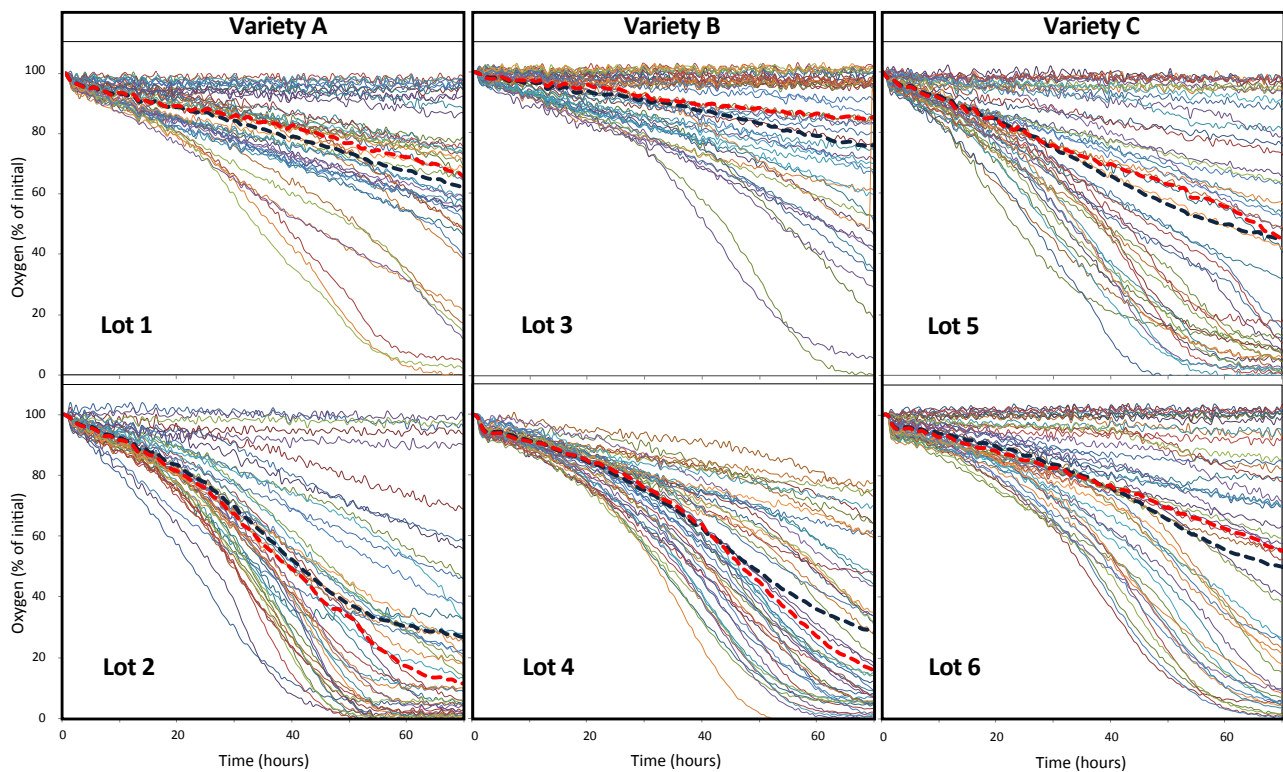 Variety A
Variety B
Variety C
Oxygen (% of initial)
100
80
60
40
20
0
Lot 1
Lot 3
Lot 5
Oxygen (% of initial)
100
80
60
40
20
0
Lot 2
Lot 4
Lot 6
0 20 40 60
0 20 40 60
0 20 40 60
Time (hours)
Time (hours)
Time (hours)